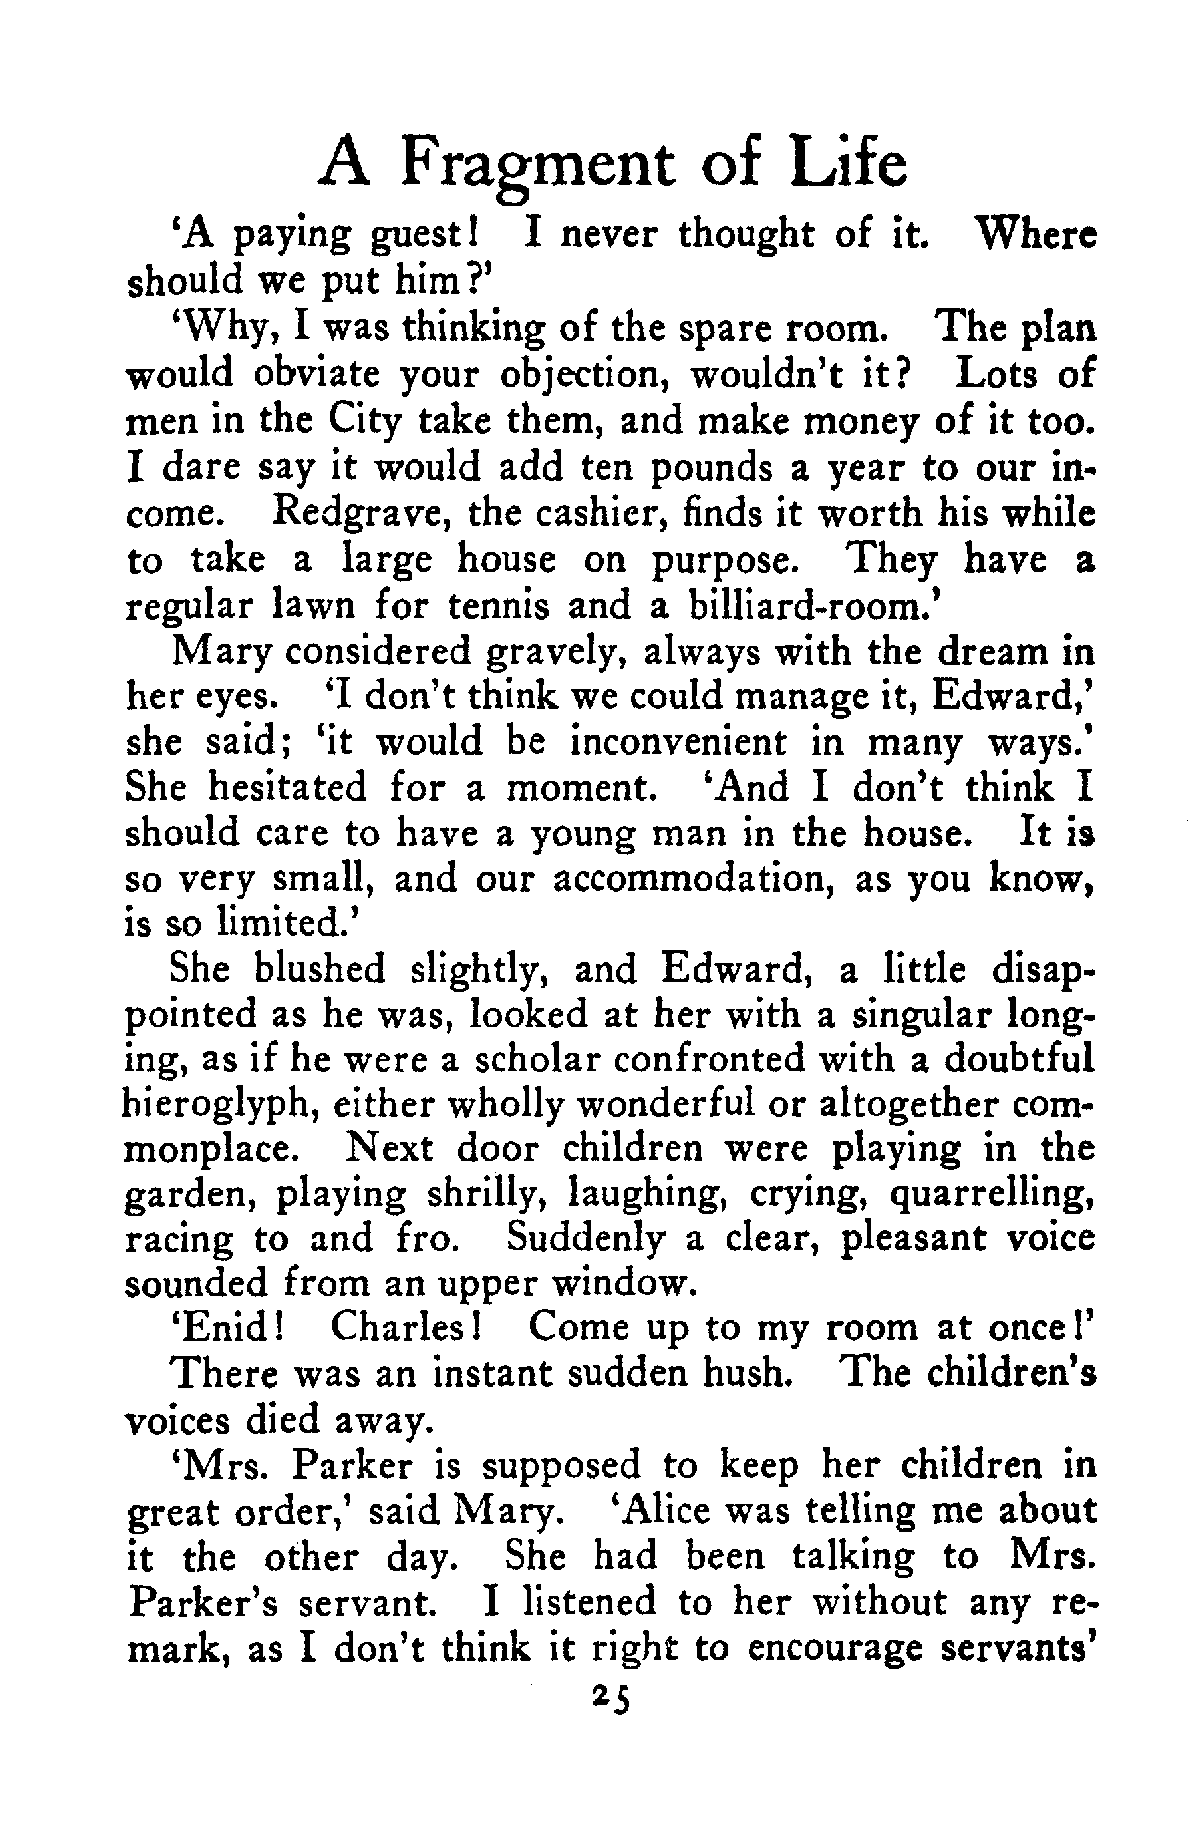 A Fragment of Life
‘A paying guest! I never thought of it. Where
should we put him?’
‘Why, I was thinking of the spare room. The plan
would obviate your objection, wouldn’t it? Lots of
men in the City take them, and make money of it too.
I dare say it would add ten pounds a year to our in-
come. Redgrave, the cashier, finds it worth his while
to take a large house on purpose. They have a
regular lawn for tennis and a billiard-room.’
Mary considered gravely, always with the dream in
her eyes. ‘I don’t think we could manage it, Edward,’
she said; ‘it would be inconvenient in many ways.’
She hesitated for a moment. ‘And I don’t think I
should care to have a young man in the house. It is
so very small, and our accommodation, as you know,
is so limited.’
She blushed slightly, and Edward, a little disap-
pointed as he was, looked at her with a singular long-
ing, as if he were a scholar confronted with a doubtful
hieroglyph, either wholly wonderful or altogether com-
monplace. Next door children were playing in the
garden, playing shrilly, laughing, crying, quarrelling,
racing to and fro. Suddenly a clear, pleasant voice
sounded from an upper window.
‘Enid! Charles! Come up to my room at once!’
There was an instant sudden hush. The children’s
voices died away.
‘Mrs. Parker is supposed to keep her children in
great order,’ said Mary. ‘Alice was telling me about
it the other day. She had been talking to Mrs.
Parker’s servant. I listened to her without any re-
mark, as I don’t think it right to encourage servants’
25